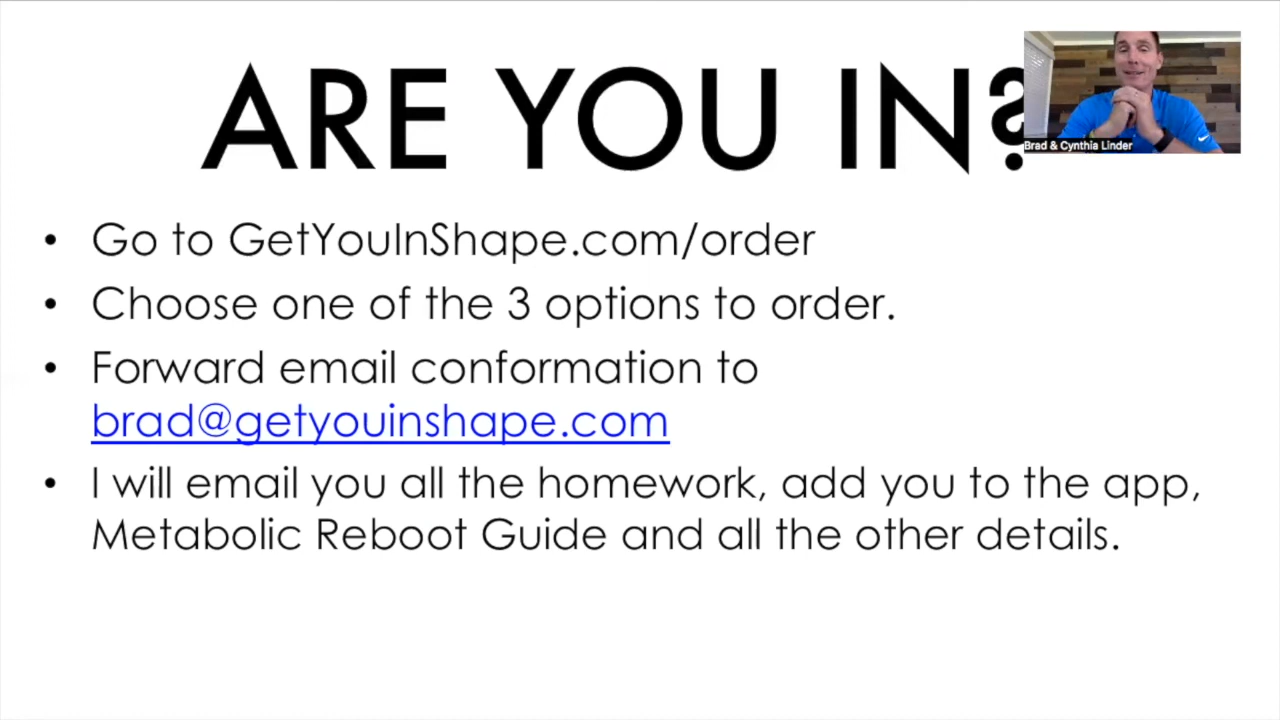 ARE YOU IN?
Brad & Cynthia Linder
• Go to GetYouInShape.com/order
• Choose one of the 3 options to order.
• Forward email conformation to
brad@getyouinshape.com
• I will email you all the homework, add you to the app,
Metabolic Reboot Guide and all the other details.